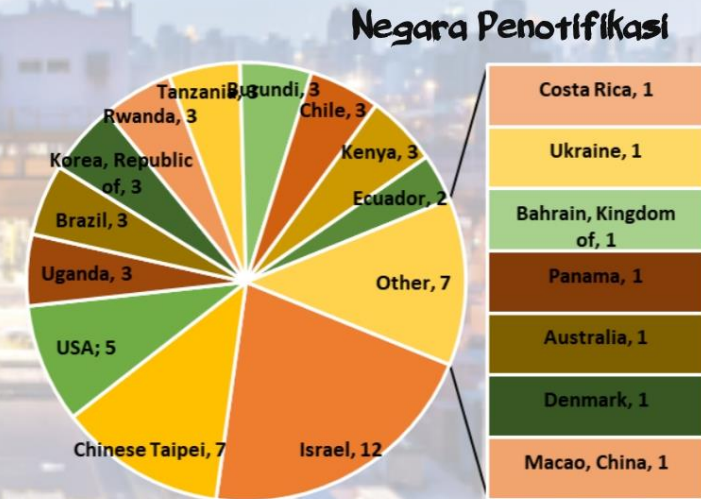 Negara Penotifikasi
Tanzania, 3
Burundi, 3
Chile, 3
Rwanda, 3
Kenya, 3
Korea, Republic
of, 3
Ecuador, 2
Brazil, 3
Uganda, 3
Other, 7
USA; 5
Chinese Taipei, 7
Israel, 12
Costa Rica, 1
Ukraine, 1
Bahrain, Kingdom
of, 1
Panama, 1
Australia, 1
Denmark, 1
Macao, China, 1